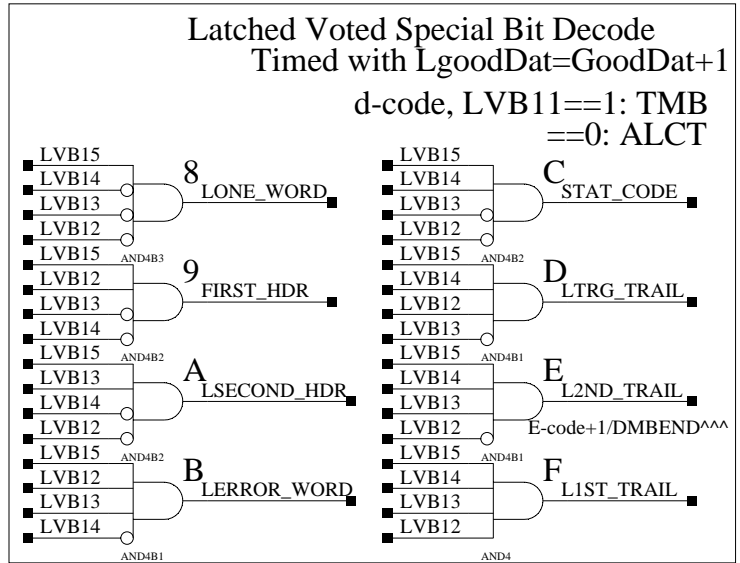 Latched Voted Special Bit Decode
Timed with LgoodDat=GoodDat+1
d-code, LVB11==1: TMB
==0: ALCT
LVB15
LVB14
LVB13
LVB12
8
LONE_WORD
AND4B3
LVB15
LVB12
LVB13
LVB14
9
FIRST_HDR
AND4B2
LVB15
LVB13
LVB14
LVB12
A
LSECOND_HDR
AND4B2
LVB15
LVB12
LVB13
LVB14
B
LERROR_WORD
AND4B1
LVB15
LVB14
LVB13
LVB12
C
STAT_CODE
AND4B2
LVB15
LVB14
LVB12
LVB13
D
LTRG_TRAIL
AND4B1
LVB15
LVB14
LVB13
LVB12
E
L2ND_TRAIL
E-code+1/DMBEND^^^
AND4B1
LVB15
LVB14
LVB13
LVB12
F
L1ST_TRAIL
AND4